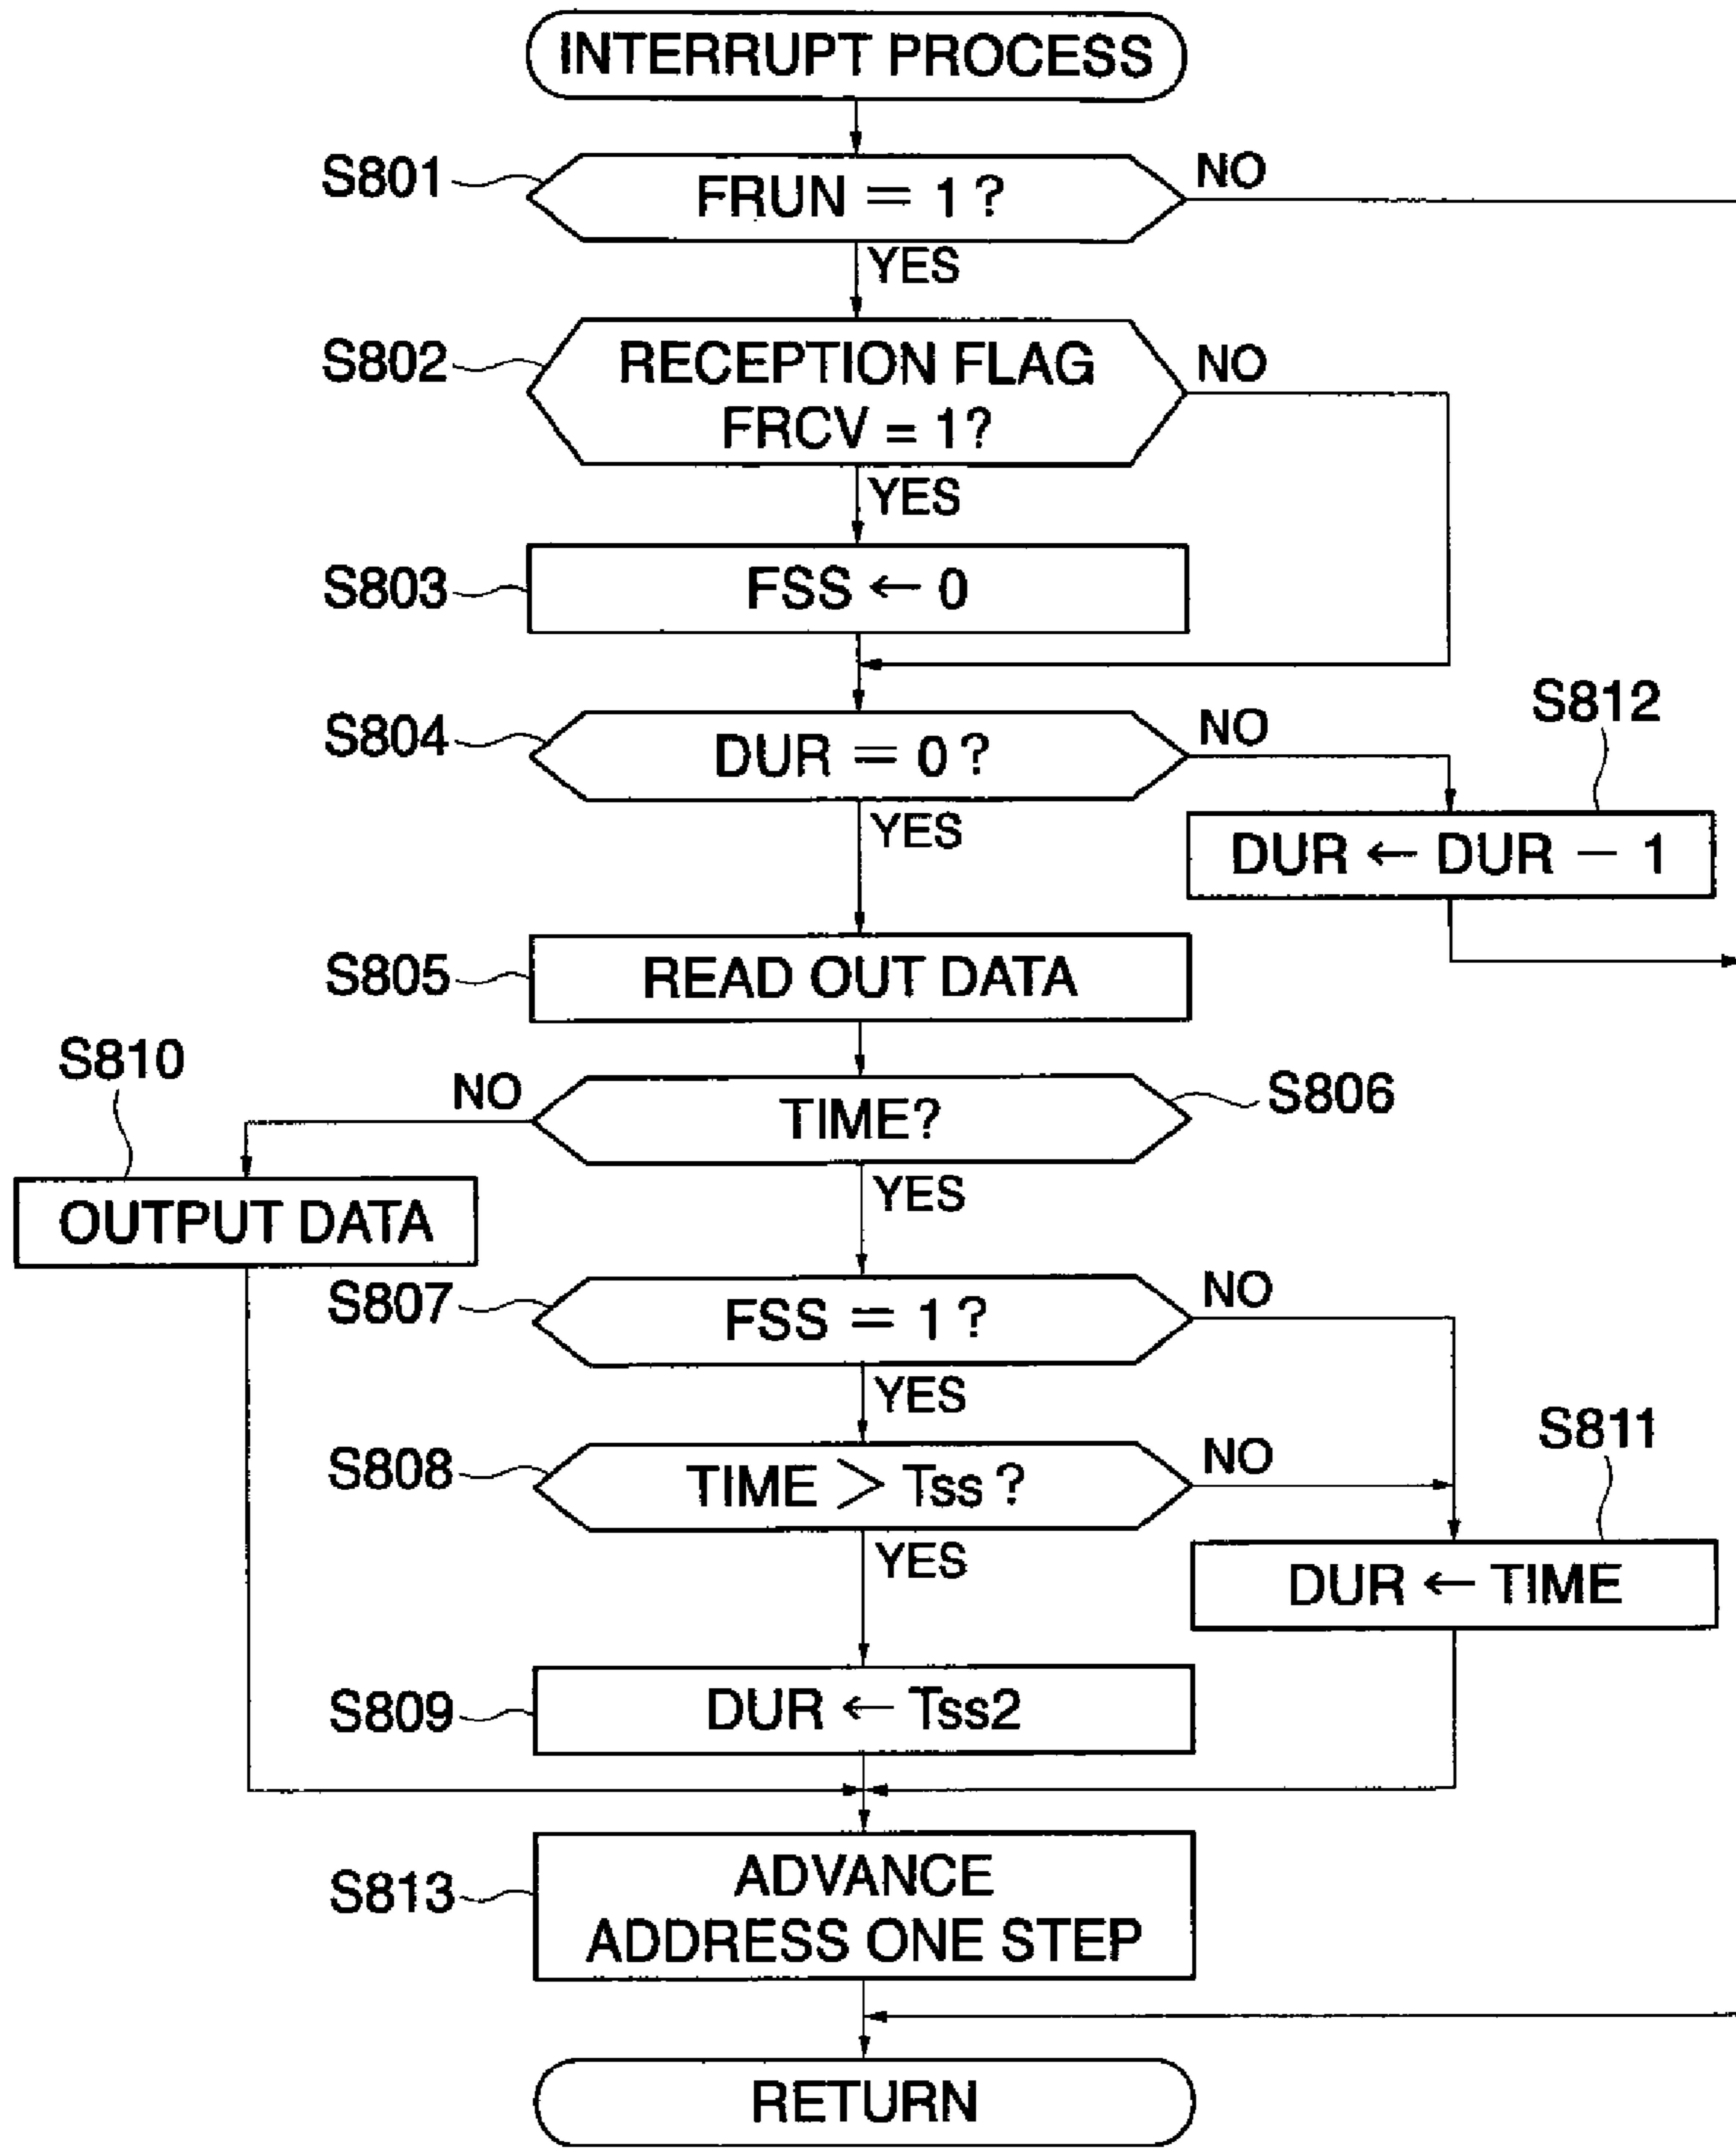 INTERRUPT PROCESS
S801
FRUN = 1?
NO
YES
S802
RECEPTION FLAG
FRCV = 1?
NO
YES
S803
FSS ← 0
S804
DUR = 0?
NO
S812
YES
DUR ← DUR − 1
S805
READ OUT DATA
S810
NO
TIME?
S806
YES
OUTPUT DATA
S807
FSS = 1?
NO
YES
S808
TIME > Tss?
NO
S811
YES
DUR ← TIME
S809
DUR ← Tss2
S813
ADVANCE
ADDRESS ONE STEP
RETURN